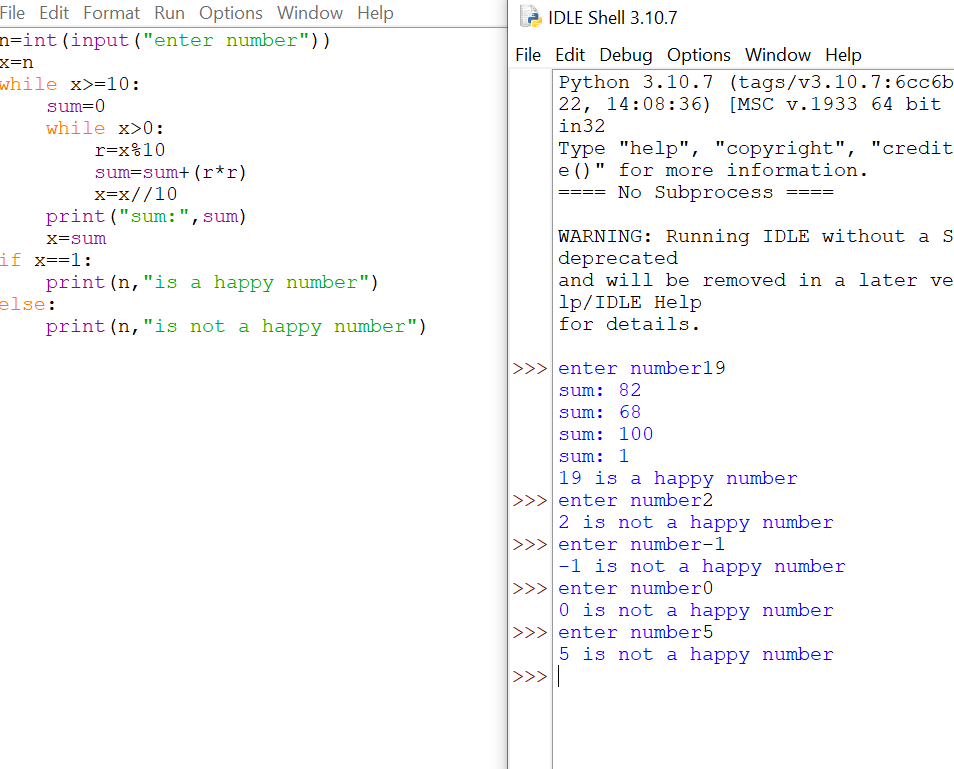 File Edit Format Run Options Window Help
n=int(input("enter number"))
x=n
while x>=10:
    sum=0
    while x>0:
        r=x%10
        sum=sum+(r*r)
        x=x//10
    print("sum:",sum)
    x=sum
if x==1:
    print(n,"is a happy number")
else:
    print(n,"is not a happy number")
IDLE Shell 3.10.7
File Edit Debug Options Window Help
Python 3.10.7 (tags/v3.10.7:6cc6b
22, 14:08:36) [MSC v.1933 64 bit
in32
Type "help", "copyright", "credit
e()" for more information.
==== No Subprocess ====
WARNING: Running IDLE without a S
deprecated
and will be removed in a later ve
lp/IDLE Help
for details.
>>> enter number19
sum: 82
sum: 68
sum: 100
sum: 1
19 is a happy number
>>> enter number2
2 is not a happy number
>>> enter number-1
-1 is not a happy number
>>> enter number0
0 is not a happy number
>>> enter number5
5 is not a happy number
>>>